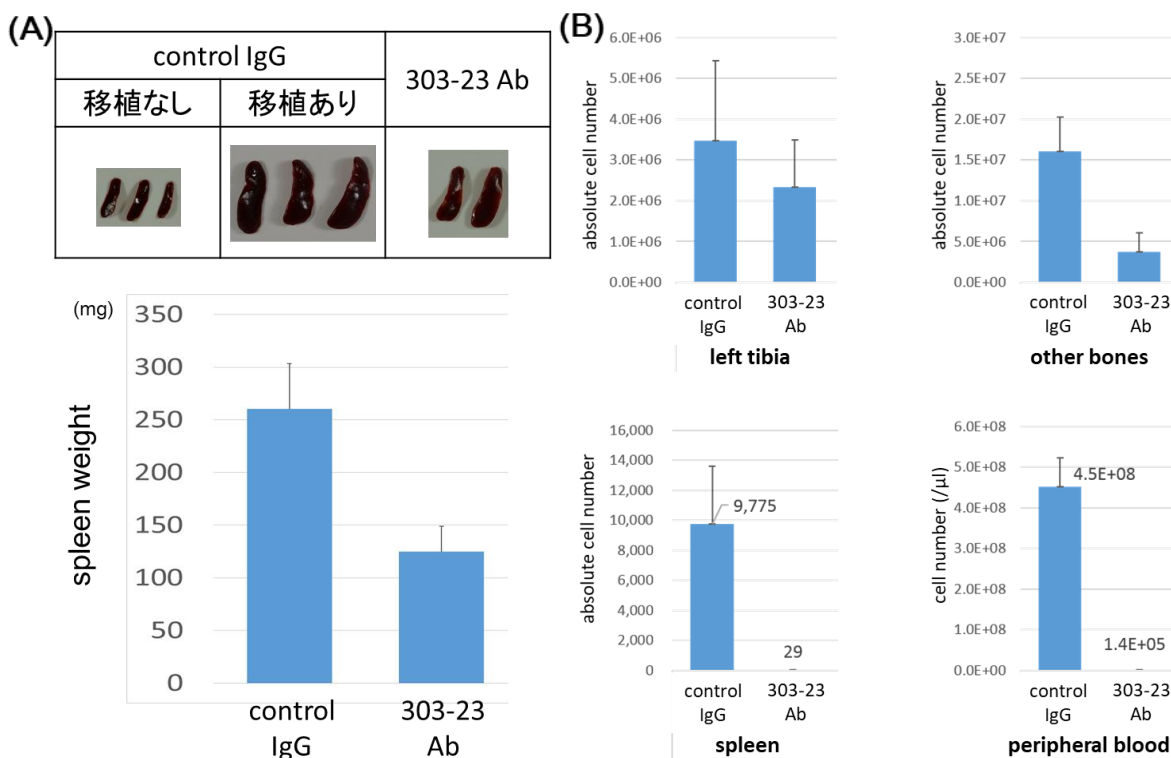 (A)
control IgG
303-23 Ab
移植なし
移植あり
(mg)
spleen weight
350
300
250
200
150
100
50
0
control
IgG
303-23
Ab
(B)
absolute cell number
6.0E+06
5.0E+06
4.0E+06
3.0E+06
2.0E+06
1.0E+06
0.0E+00
control
IgG
303-23
Ab
left tibia
absolute cell number
3.0E+07
2.5E+07
2.0E+07
1.5E+07
1.0E+07
5.0E+06
0.0E+00
control
IgG
303-23
Ab
other bones
absolute cell number
16,000
14,000
12,000
10,000
8,000
6,000
4,000
2,000
0
9,775
29
control
IgG
303-23
Ab
spleen
cell number (/μl)
6.0E+08
5.0E+08
4.0E+08
3.0E+08
2.0E+08
1.0E+08
0.0E+00
4.5E+08
1.4E+05
control
IgG
303-23
Ab
peripheral blood